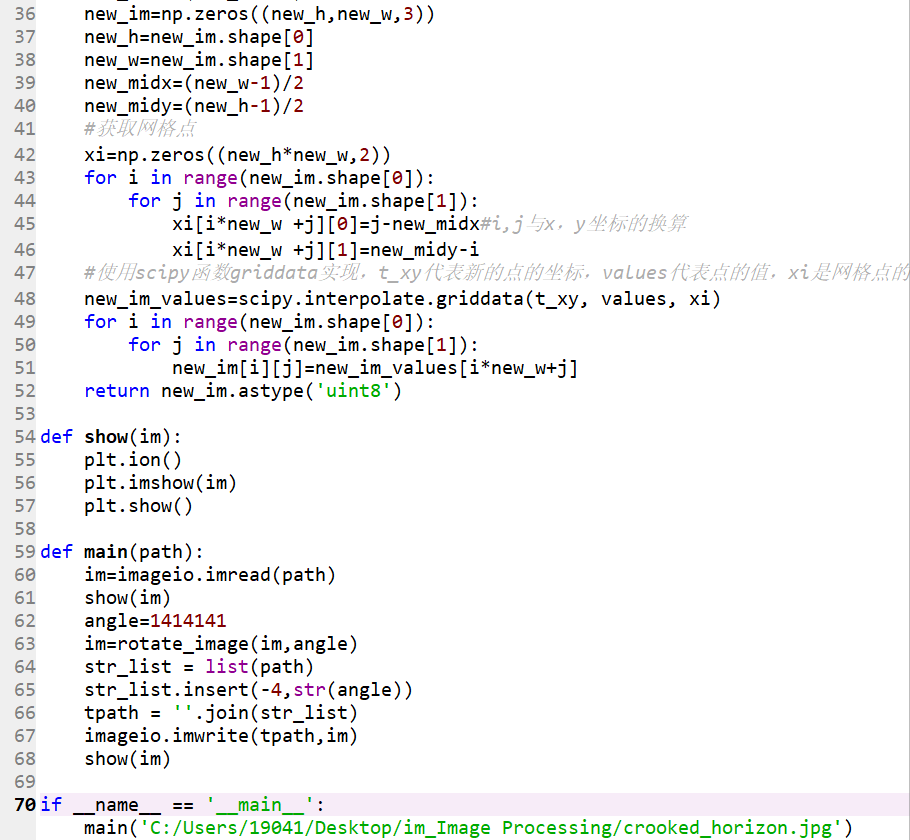 36 new_im=np.zeros((new_h,new_w,3))
37 new_h=new_im.shape[0]
38 new_w=new_im.shape[1]
39 new_midx=(new_w-1)/2
40 new_midy=(new_h-1)/2
41 #获取网格点
42 xi=np.zeros((new_h*new_w,2))
43 for i in range(new_im.shape[0]):
44 for j in range(new_im.shape[1]):
45 xi[i*new_w +j][0]=j-new_midx#i,j与x，y坐标的换算
46 xi[i*new_w +j][1]=new_midy-i
47 #使用scipy函数griddata实现，t_xy代表新的点的坐标，values代表点的值，xi是网格点的
48 new_im_values=scipy.interpolate.griddata(t_xy, values, xi)
49 for i in range(new_im.shape[0]):
50 for j in range(new_im.shape[1]):
51 new_im[i][j]=new_im_values[i*new_w+j]
52 return new_im.astype('uint8')
53
54 def show(im):
55 plt.ion()
56 plt.imshow(im)
57 plt.show()
58
59 def main(path):
60 im=imageio.imread(path)
61 show(im)
62 angle=1414141
63 im=rotate_image(im,angle)
64 str_list = list(path)
65 str_list.insert(-4,str(angle))
66 tpath = ''.join(str_list)
67 imageio.imwrite(tpath,im)
68 show(im)
69
70 if __name__ == '__main__':
main('C:/Users/19041/Desktop/im_Image Processing/crooked_horizon.jpg')